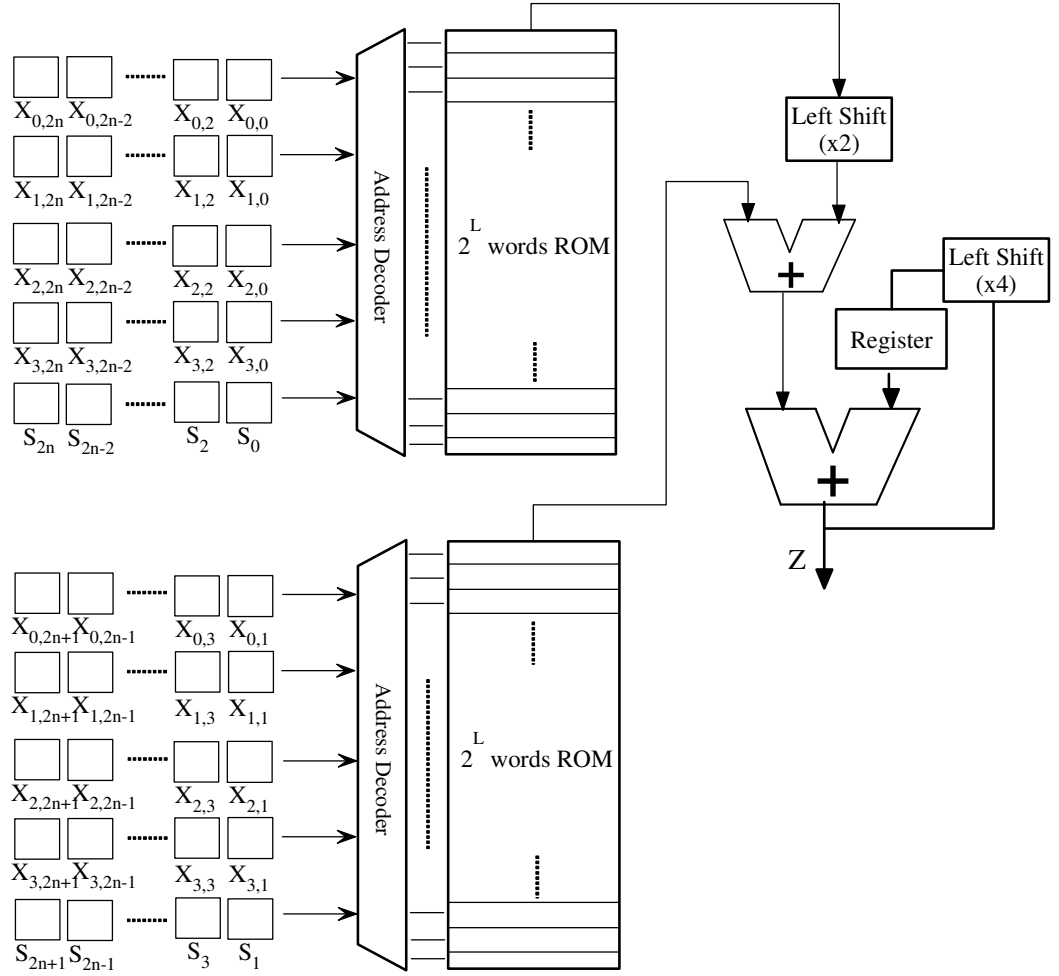 X0,2n X0,2n-2 X0,2 X0,0
X1,2n X1,2n-2 X1,2 X1,0
X2,2n X2,2n-2 X2,2 X2,0
X3,2n X3,2n-2 X3,2 X3,0
S2n S2n-2 S2 S0
Address Decoder
2^L words ROM
Left Shift
(x2)
+
Left Shift
(x4)
Register
+
Z
X0,2n+1 X0,2n-1 X0,3 X0,1
X1,2n+1 X1,2n-1 X1,3 X1,1
X2,2n+1 X2,2n-1 X2,3 X2,1
X3,2n+1 X3,2n-1 X3,3 X3,1
S2n+1 S2n-1 S3 S1
Address Decoder
2^L words ROM